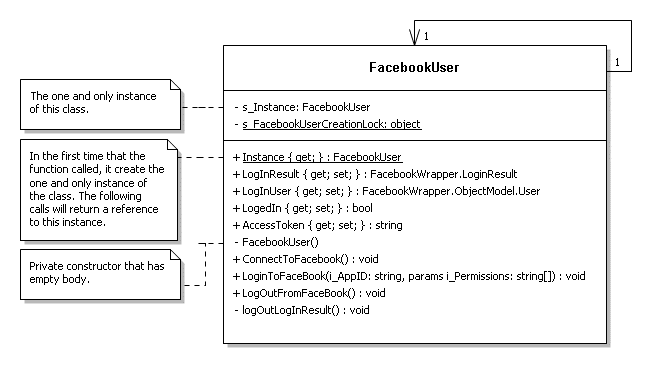 1
1
FacebookUser
The one and only instance
of this class.
- s_Instance: FacebookUser
- s_FacebookUserCreationLock: object
In the first time that the
function called, it create the
one and only instance of
the class. The following
calls will return a reference
to this instance.
+ Instance { get; } : FacebookUser
+ LogInResult { get; set; } : FacebookWrapper.LoginResult
+ LogInUser { get; set; } : FacebookWrapper.ObjectModel.User
+ LogedIn { get; set; } : bool
+ AccessToken { get; set; } : string
- FacebookUser()
+ ConnectToFacebook() : void
+ LoginToFaceBook(i_AppID: string, params i_Permissions: string[]) : void
+ LogOutFromFaceBook() : void
- logOutLogInResult() : void
Private constructor that has
empty body.